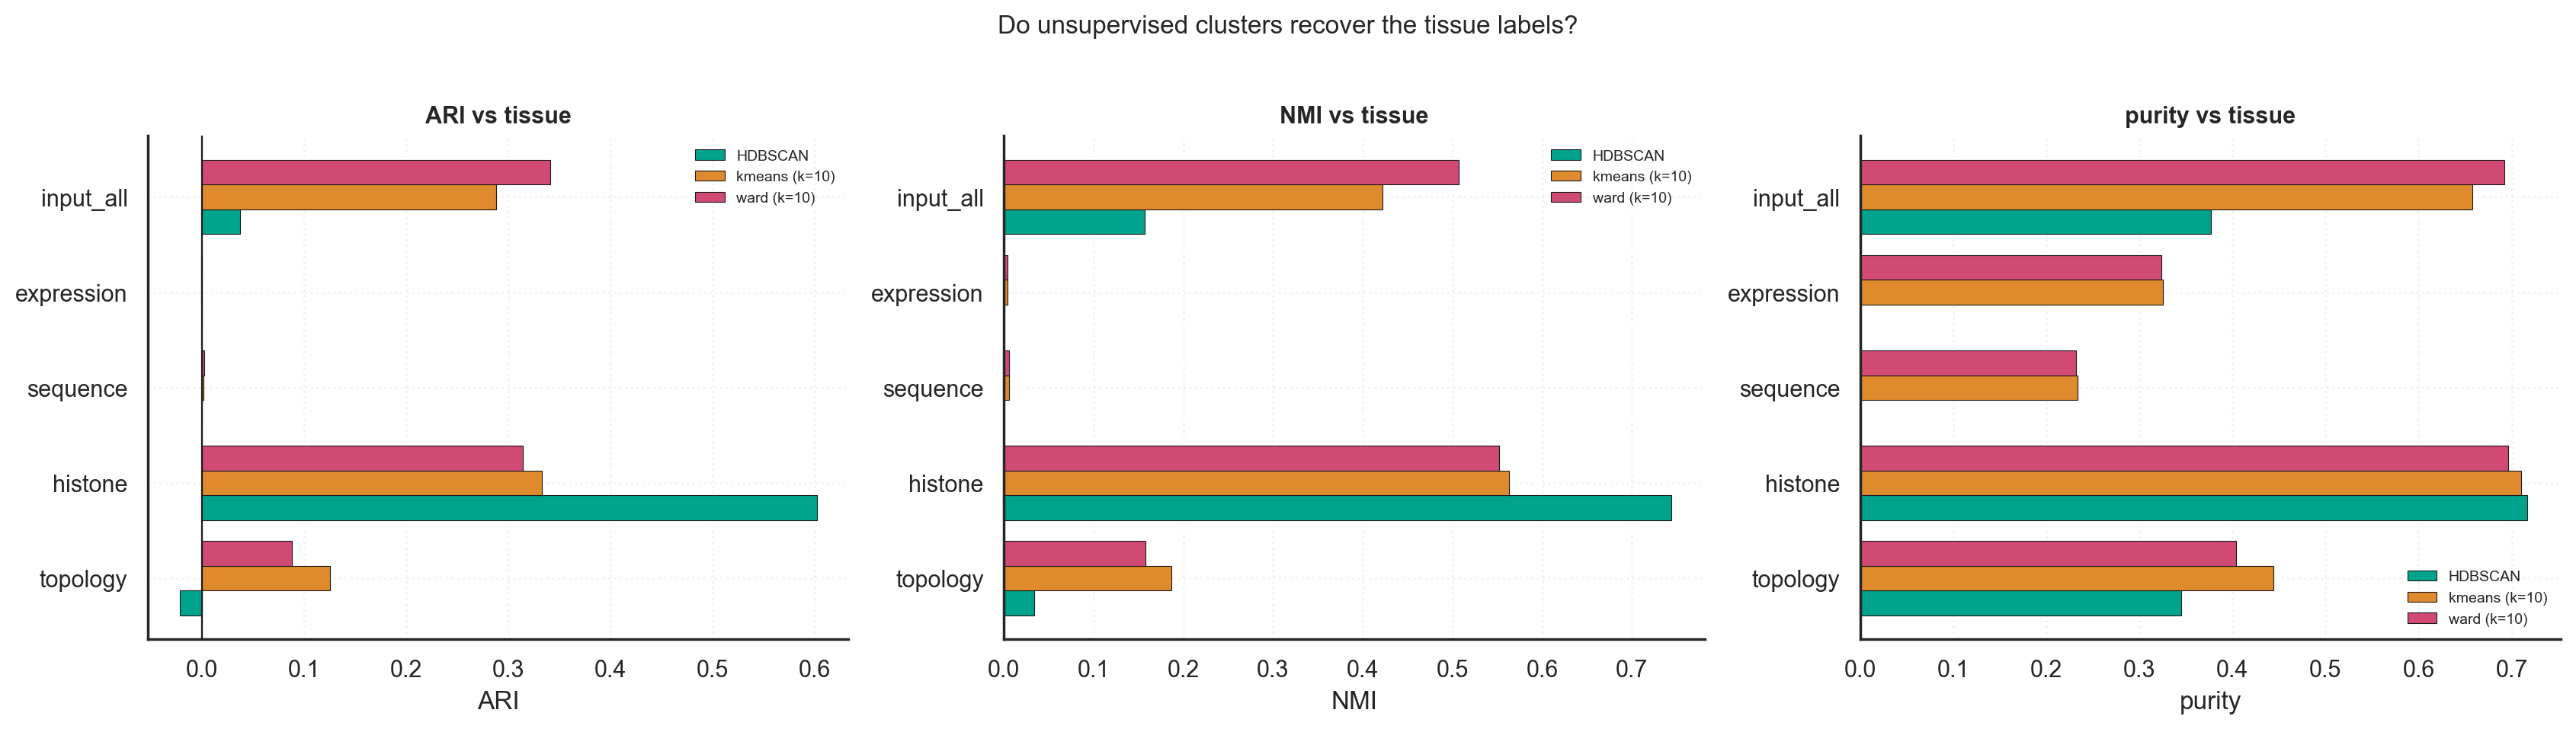 Do unsupervised clusters recover the tissue labels?
ARI vs tissue
HDBSCAN
kmeans (k=10)
ward (k=10)
input_all
expression
sequence
histone
topology
0.0 0.1 0.2 0.3 0.4 0.5 0.6
ARI
NMI vs tissue
HDBSCAN
kmeans (k=10)
ward (k=10)
input_all
expression
sequence
histone
topology
0.0 0.1 0.2 0.3 0.4 0.5 0.6 0.7
NMI
purity vs tissue
input_all
expression
sequence
histone
topology
HDBSCAN
kmeans (k=10)
ward (k=10)
0.0 0.1 0.2 0.3 0.4 0.5 0.6 0.7
purity